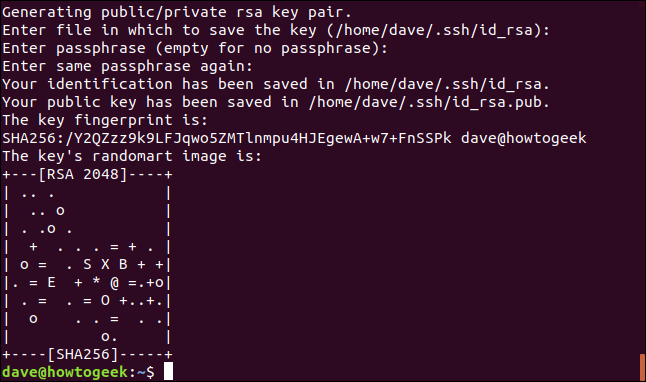 Generating public/private rsa key pair.
Enter file in which to save the key (/home/dave/.ssh/id_rsa):
Enter passphrase (empty for no passphrase):
Enter same passphrase again:
Your identification has been saved in /home/dave/.ssh/id_rsa.
Your public key has been saved in /home/dave/.ssh/id_rsa.pub.
The key fingerprint is:
SHA256:/Y2QZzz9k9LFJqwo5ZMTlnmpu4HJEgewA+w7+FnSSPk dave@howtogeek
The key's randomart image is:
+---[RSA 2048]----+
| .. .            |
|  .. o           |
| . .o .          |
|  +  . . . = + . |
| o =  . S X B + +|
|. = E  + * @ =.+o|
| . =  . = O +..+.|
|  o    . . =  . .|
|          o.     |
+----[SHA256]-----+
dave@howtogeek:~$